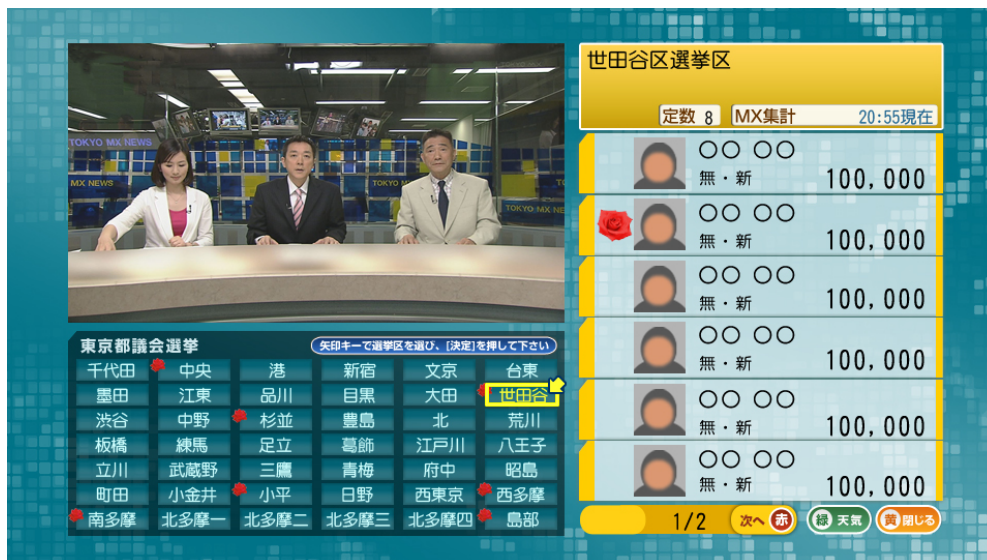 TOKYO MX NEWS
MX NEWS
TOKYO MX NE
世田谷区選挙区
定数 8 MX集計 20:55現在
○○ ○○
無・新 100,000
○○ ○○
無・新 100,000
○○ ○○
無・新 100,000
○○ ○○
無・新 100,000
○○ ○○
無・新 100,000
○○ ○○
無・新 100,000
1/2 次へ 赤 緑 天気 黄 閉じる
東京都議会選挙 矢印キーで選挙区を選び、[決定]を押して下さい
千代田 中央 港 新宿 文京 台東
墨田 江東 品川 目黒 大田 世田谷
渋谷 中野 杉並 豊島 北 荒川
板橋 練馬 足立 葛飾 江戸川 八王子
立川 武蔵野 三鷹 青梅 府中 昭島
町田 小金井 小平 日野 西東京 西多摩
南多摩 北多摩一 北多摩二 北多摩三 北多摩四 島部